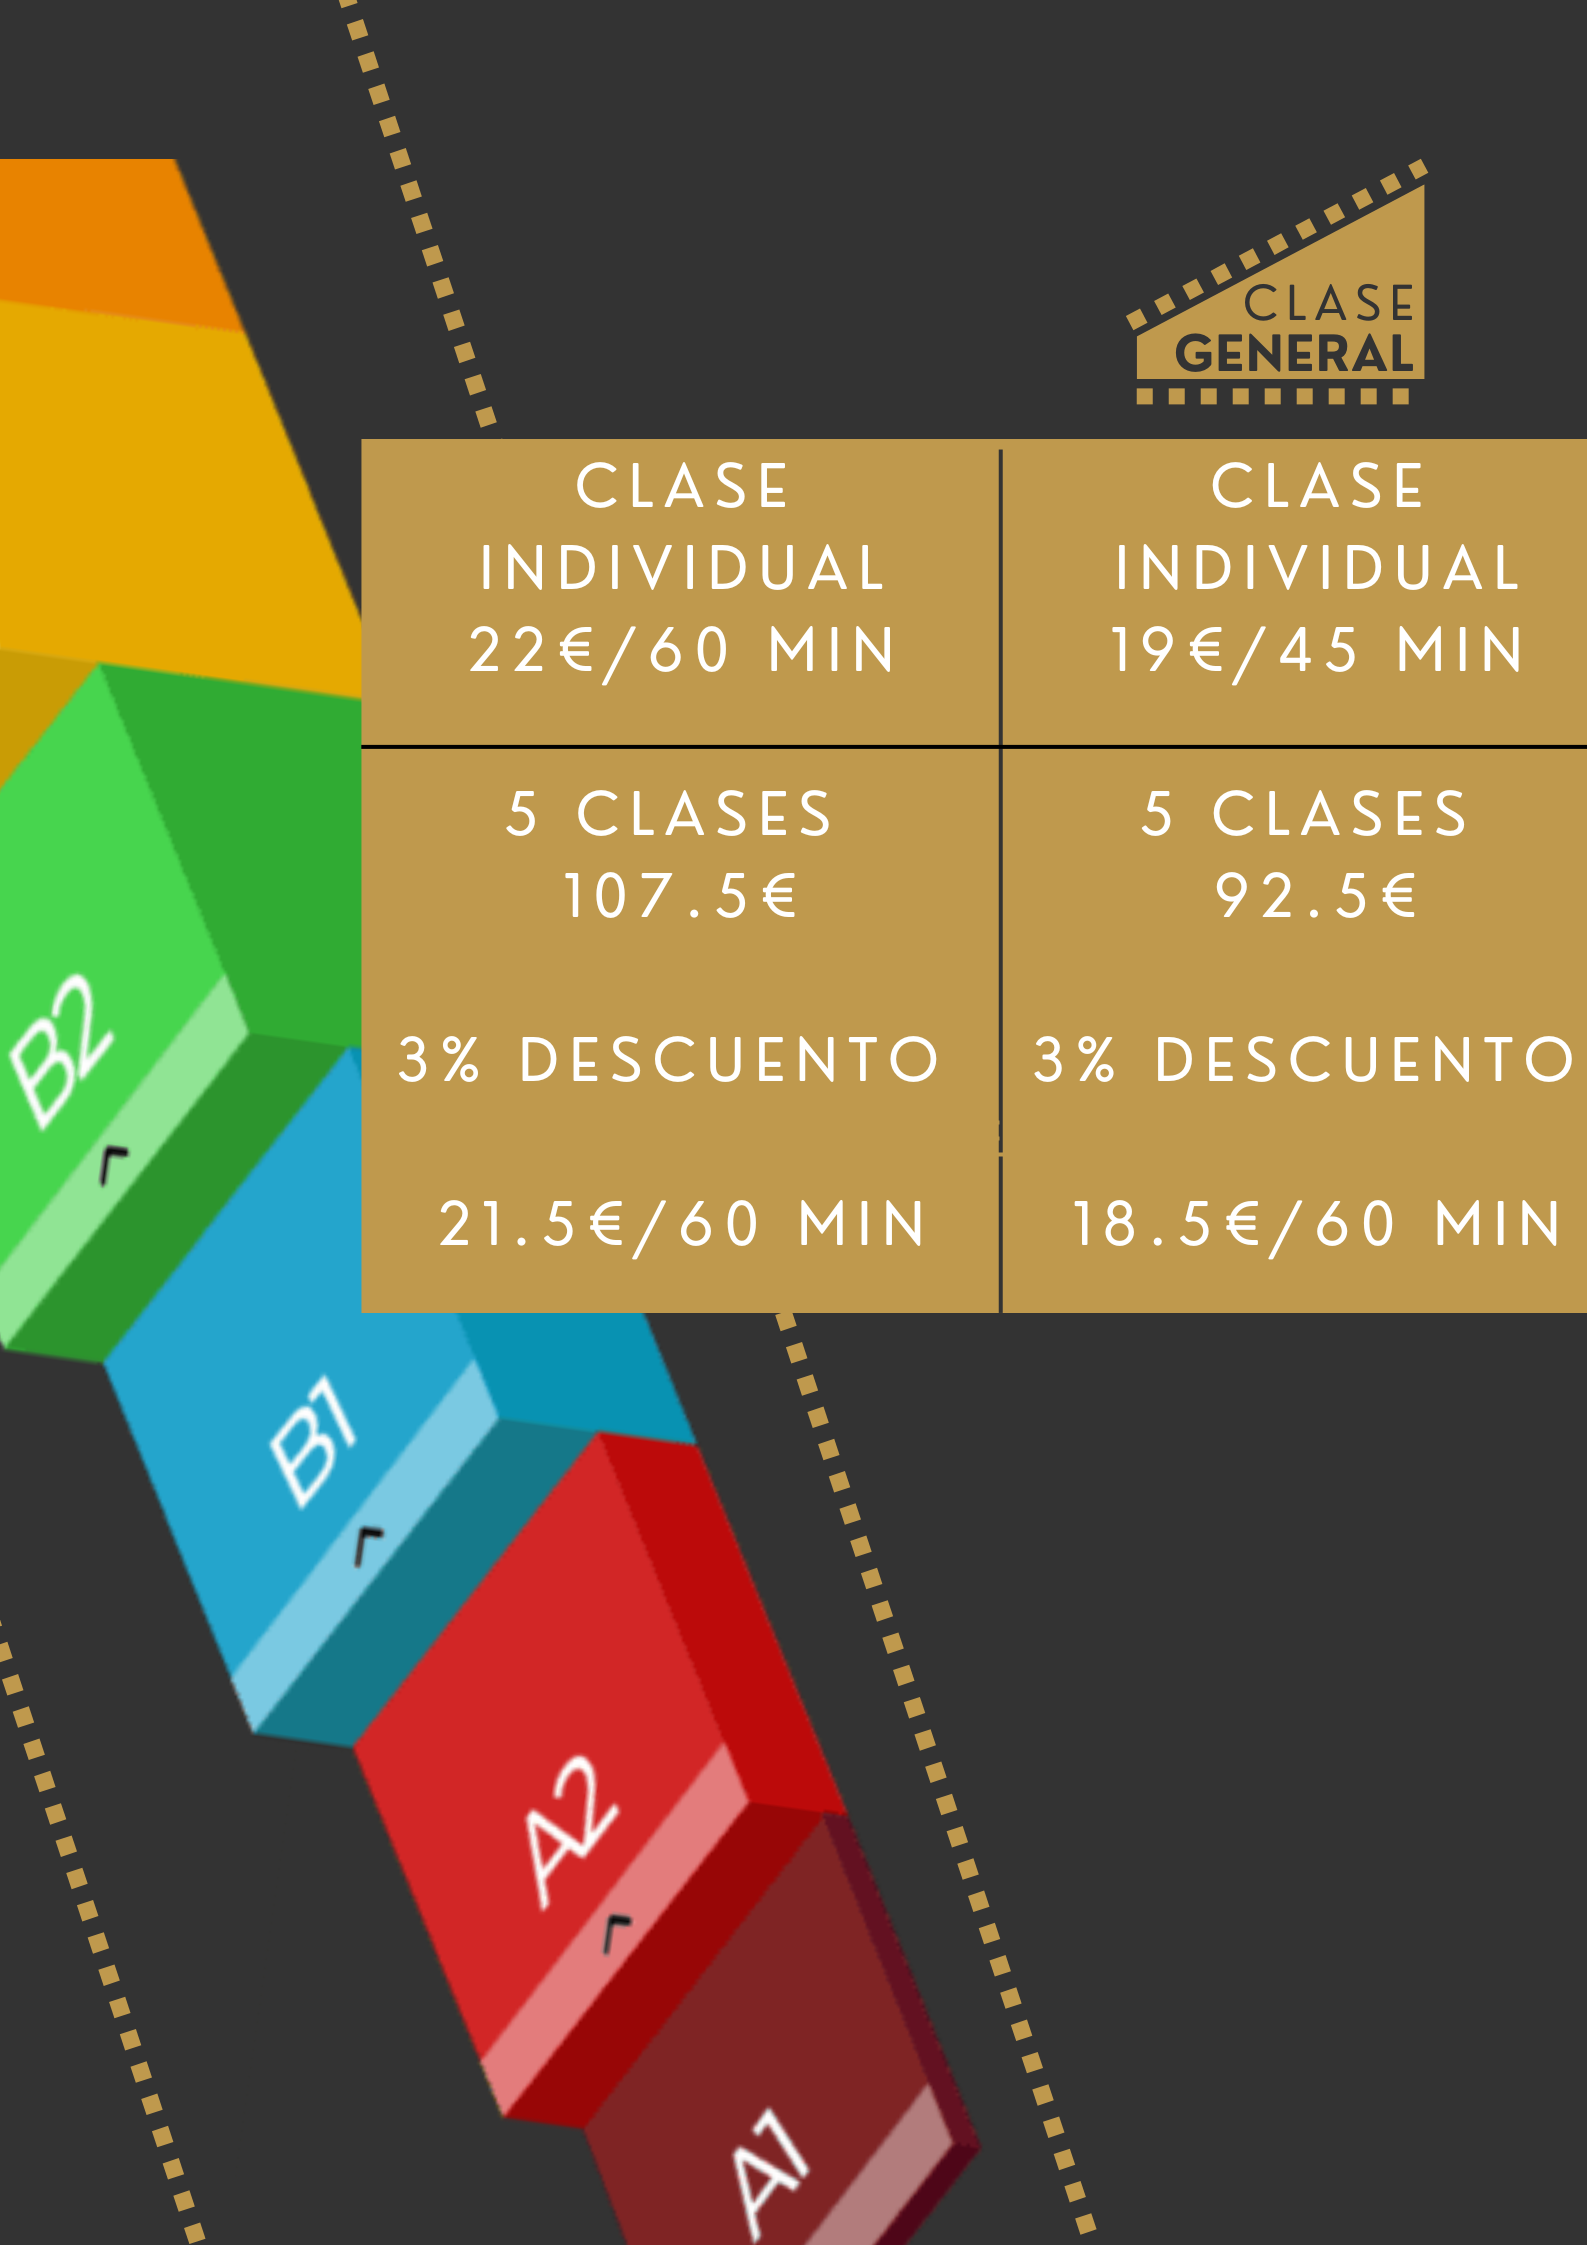 CLASE
GENERAL
CLASE
INDIVIDUAL
22€/60 MIN
CLASE
INDIVIDUAL
19€/45 MIN
5 CLASES
107.5€
3% DESCUENTO
21.5€/60 MIN
5 CLASES
92.5€
3% DESCUENTO
18.5€/60 MIN
B2
B1
A2
A1